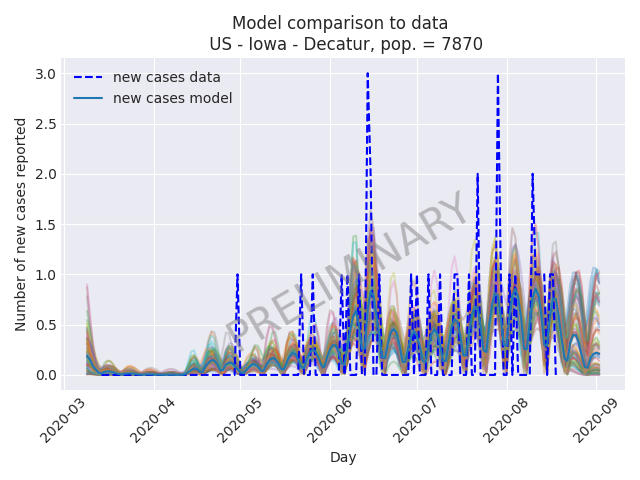 Model comparison to data
US - Iowa - Decatur, pop. = 7870
new cases data
new cases model
PRELIMINARY
Number of new cases reported
3.0
2.5
2.0
1.5
1.0
0.5
0.0
2020-03
2020-04
2020-05
2020-06
2020-07
2020-08
2020-09
Day